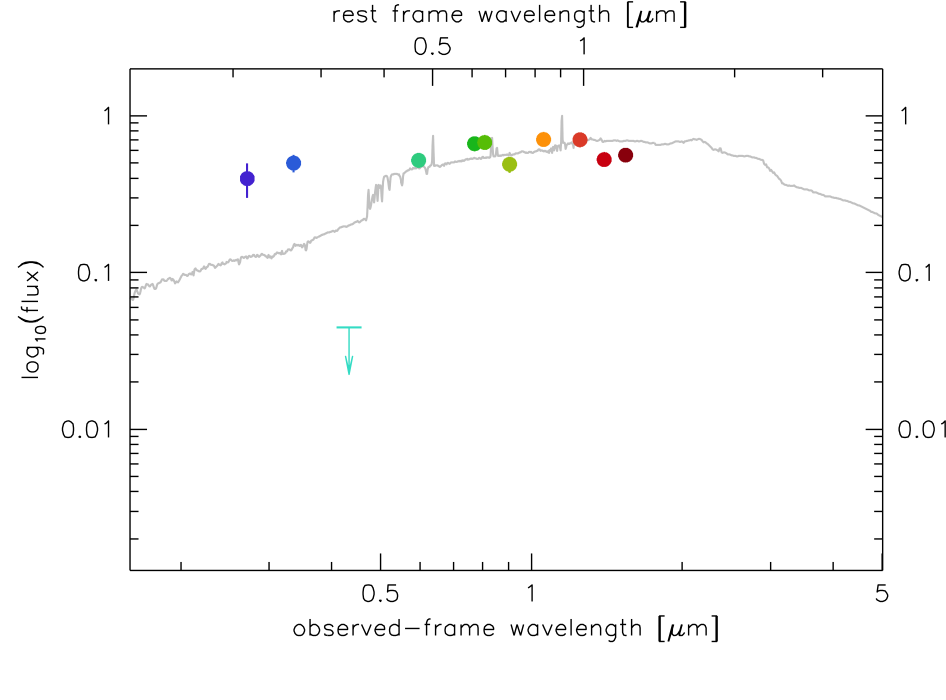 rest frame wavelength [μm]
0.5 1
1 1
0.1 0.1
log10(flux)
0.01 0.01
0.5 1 5
observed-frame wavelength [μm]